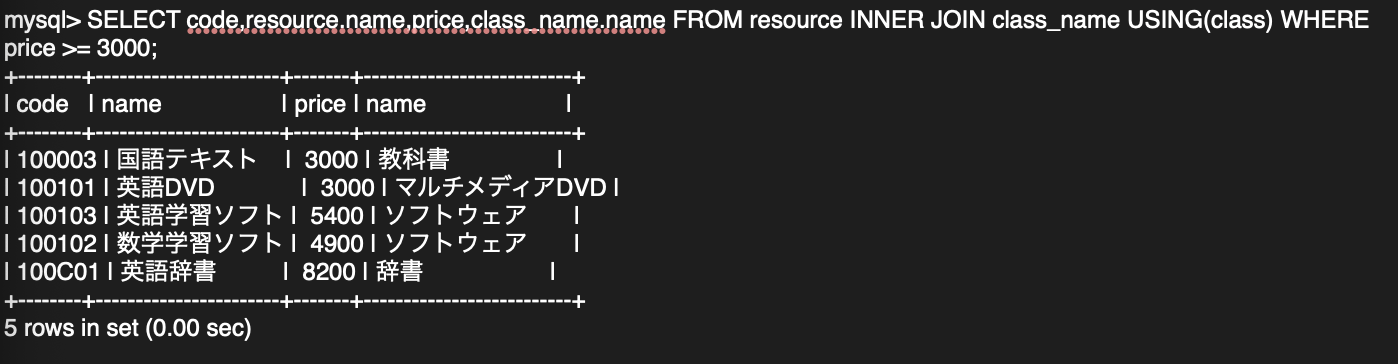 mysql> SELECT code,resource.name,price,class_name.name FROM resource INNER JOIN class_name USING(class) WHERE
price >= 3000;
+--------+-----------------------+-------+--------------------------+
| code | name | price | name |
+--------+-----------------------+-------+--------------------------+
| 100003 | 国語テキスト | 3000 | 教科書 |
| 100101 | 英語DVD | 3000 | マルチメディアDVD |
| 100103 | 英語学習ソフト | 5400 | ソフトウェア |
| 100102 | 数学学習ソフト | 4900 | ソフトウェア |
| 100C01 | 英語辞書 | 8200 | 辞書 |
+--------+-----------------------+-------+--------------------------+
5 rows in set (0.00 sec)